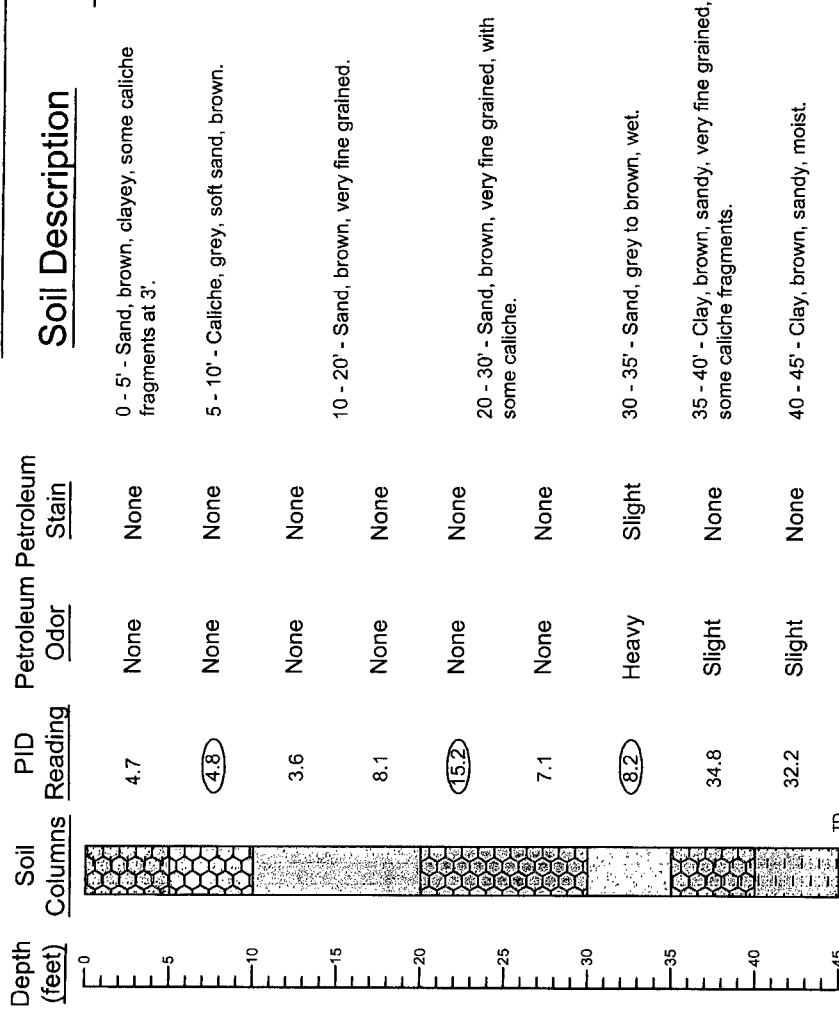 Depth (feet)
Soil Columns
PID Reading
Petroleum Odor
Petroleum Stain
Soil Description
0
5
10
15
20
25
30
35
40
45
TD
4.7 None None 0 - 5' - Sand, brown, clayey, some caliche
fragments at 3'.
4.8 None None 5 - 10' - Caliche, grey, soft sand, brown.
3.6 None None
10 - 20' - Sand, brown, very fine grained.
8.1 None None
15.2 None None 20 - 30' - Sand, brown, very fine grained, with
some caliche.
7.1 None None
8.2 Heavy Slight 30 - 35' - Sand, grey to brown, wet.
34.8 Slight None 35 - 40' - Clay, brown, sandy, very fine grained,
some caliche fragments.
32.2 Slight None 40 - 45' - Clay, brown, sandy, moist.